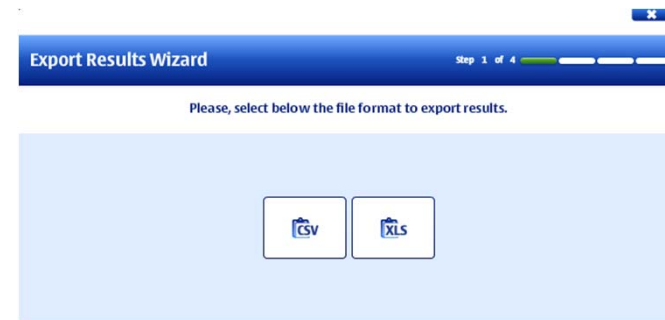 Export Results Wizard
Step 1 of 4
Please, select below the file format to export results.
CSV
XLS